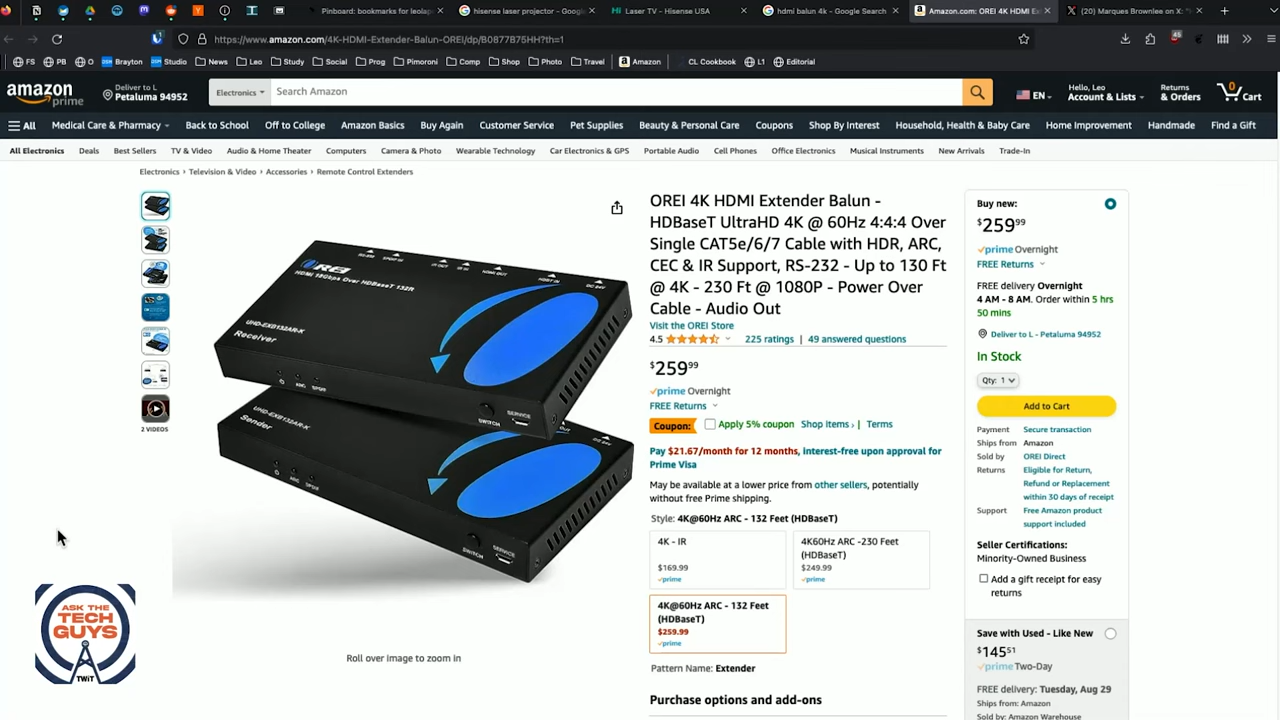 Pinboard: bookmarks for leolap
hisense laser projector - Googl
Laser TV - Hisense USA
hdmi balun 4k - Google Search
Amazon.com: OREI 4K HDMI Ex
(20) Marques Brownlee on X: "
https://www.amazon.com/4K-HDMI-Extender-Balun-OREI/dp/B0877B75HH?th=1
FS PB O Brayton Studio News Leo Study Social Prog Pimoroni Comp Shop Photo Travel Amazon CL Cookbook L1 Editorial
amazon prime
Deliver to L
Petaluma 94952
Electronics
Search Amazon
EN
Hello, Leo
Account & Lists
Returns
& Orders
0
Cart
All Medical Care & Pharmacy Back to School Off to College Amazon Basics Buy Again Customer Service Pet Supplies Beauty & Personal Care Coupons Shop By Interest Household, Health & Baby Care Home Improvement Handmade Find a Gift
All Electronics Deals Best Sellers TV & Video Audio & Home Theater Computers Camera & Photo Wearable Technology Car Electronics & GPS Portable Audio Cell Phones Office Electronics Musical Instruments New Arrivals Trade-In
Electronics › Television & Video › Accessories › Remote Control Extenders
2 VIDEOS
OREI
HDMI 18Gbps Over HDBaseT 132ft
UHD-EXB132AR-K
Receiver
SWITCH
SERVICE
UHD-EXB132AR-K
Sender
SWITCH
SERVICE
Roll over image to zoom in
ASK THE
TECH
GUYS
TWiT
OREI 4K HDMI Extender Balun -
HDBaseT UltraHD 4K @ 60Hz 4:4:4 Over
Single CAT5e/6/7 Cable with HDR, ARC,
CEC & IR Support, RS-232 - Up to 130 Ft
@ 4K - 230 Ft @ 1080P - Power Over
Cable - Audio Out
Visit the OREI Store
4.5 225 ratings | 49 answered questions
$259.99
prime Overnight
FREE Returns
Coupon: Apply 5% coupon Shop items › | Terms
Pay $21.67/month for 12 months, interest-free upon approval for
Prime Visa
May be available at a lower price from other sellers, potentially
without free Prime shipping.
Style: 4K@60Hz ARC - 132 Feet (HDBaseT)
4K - IR
$169.99
prime
4K60Hz ARC -230 Feet
(HDBaseT)
$249.99
prime
4K@60Hz ARC - 132 Feet
(HDBaseT)
$259.99
prime
Pattern Name: Extender
Purchase options and add-ons
Buy new:
$259.99
prime Overnight
FREE Returns
FREE delivery Overnight
4 AM - 8 AM. Order within 5 hrs
50 mins
Deliver to L - Petaluma 94952
In Stock
Qty: 1
Add to Cart
Payment Secure transaction
Ships from Amazon
Sold by OREI Direct
Returns Eligible for Return,
Refund or Replacement
within 30 days of receipt
Support Free Amazon product
support included
Seller Certifications:
Minority-Owned Business
Add a gift receipt for easy
returns
Save with Used - Like New
$145.51
prime Two-Day
FREE delivery: Tuesday, Aug 29
Ships from: Amazon
Sold by: Amazon Warehouse